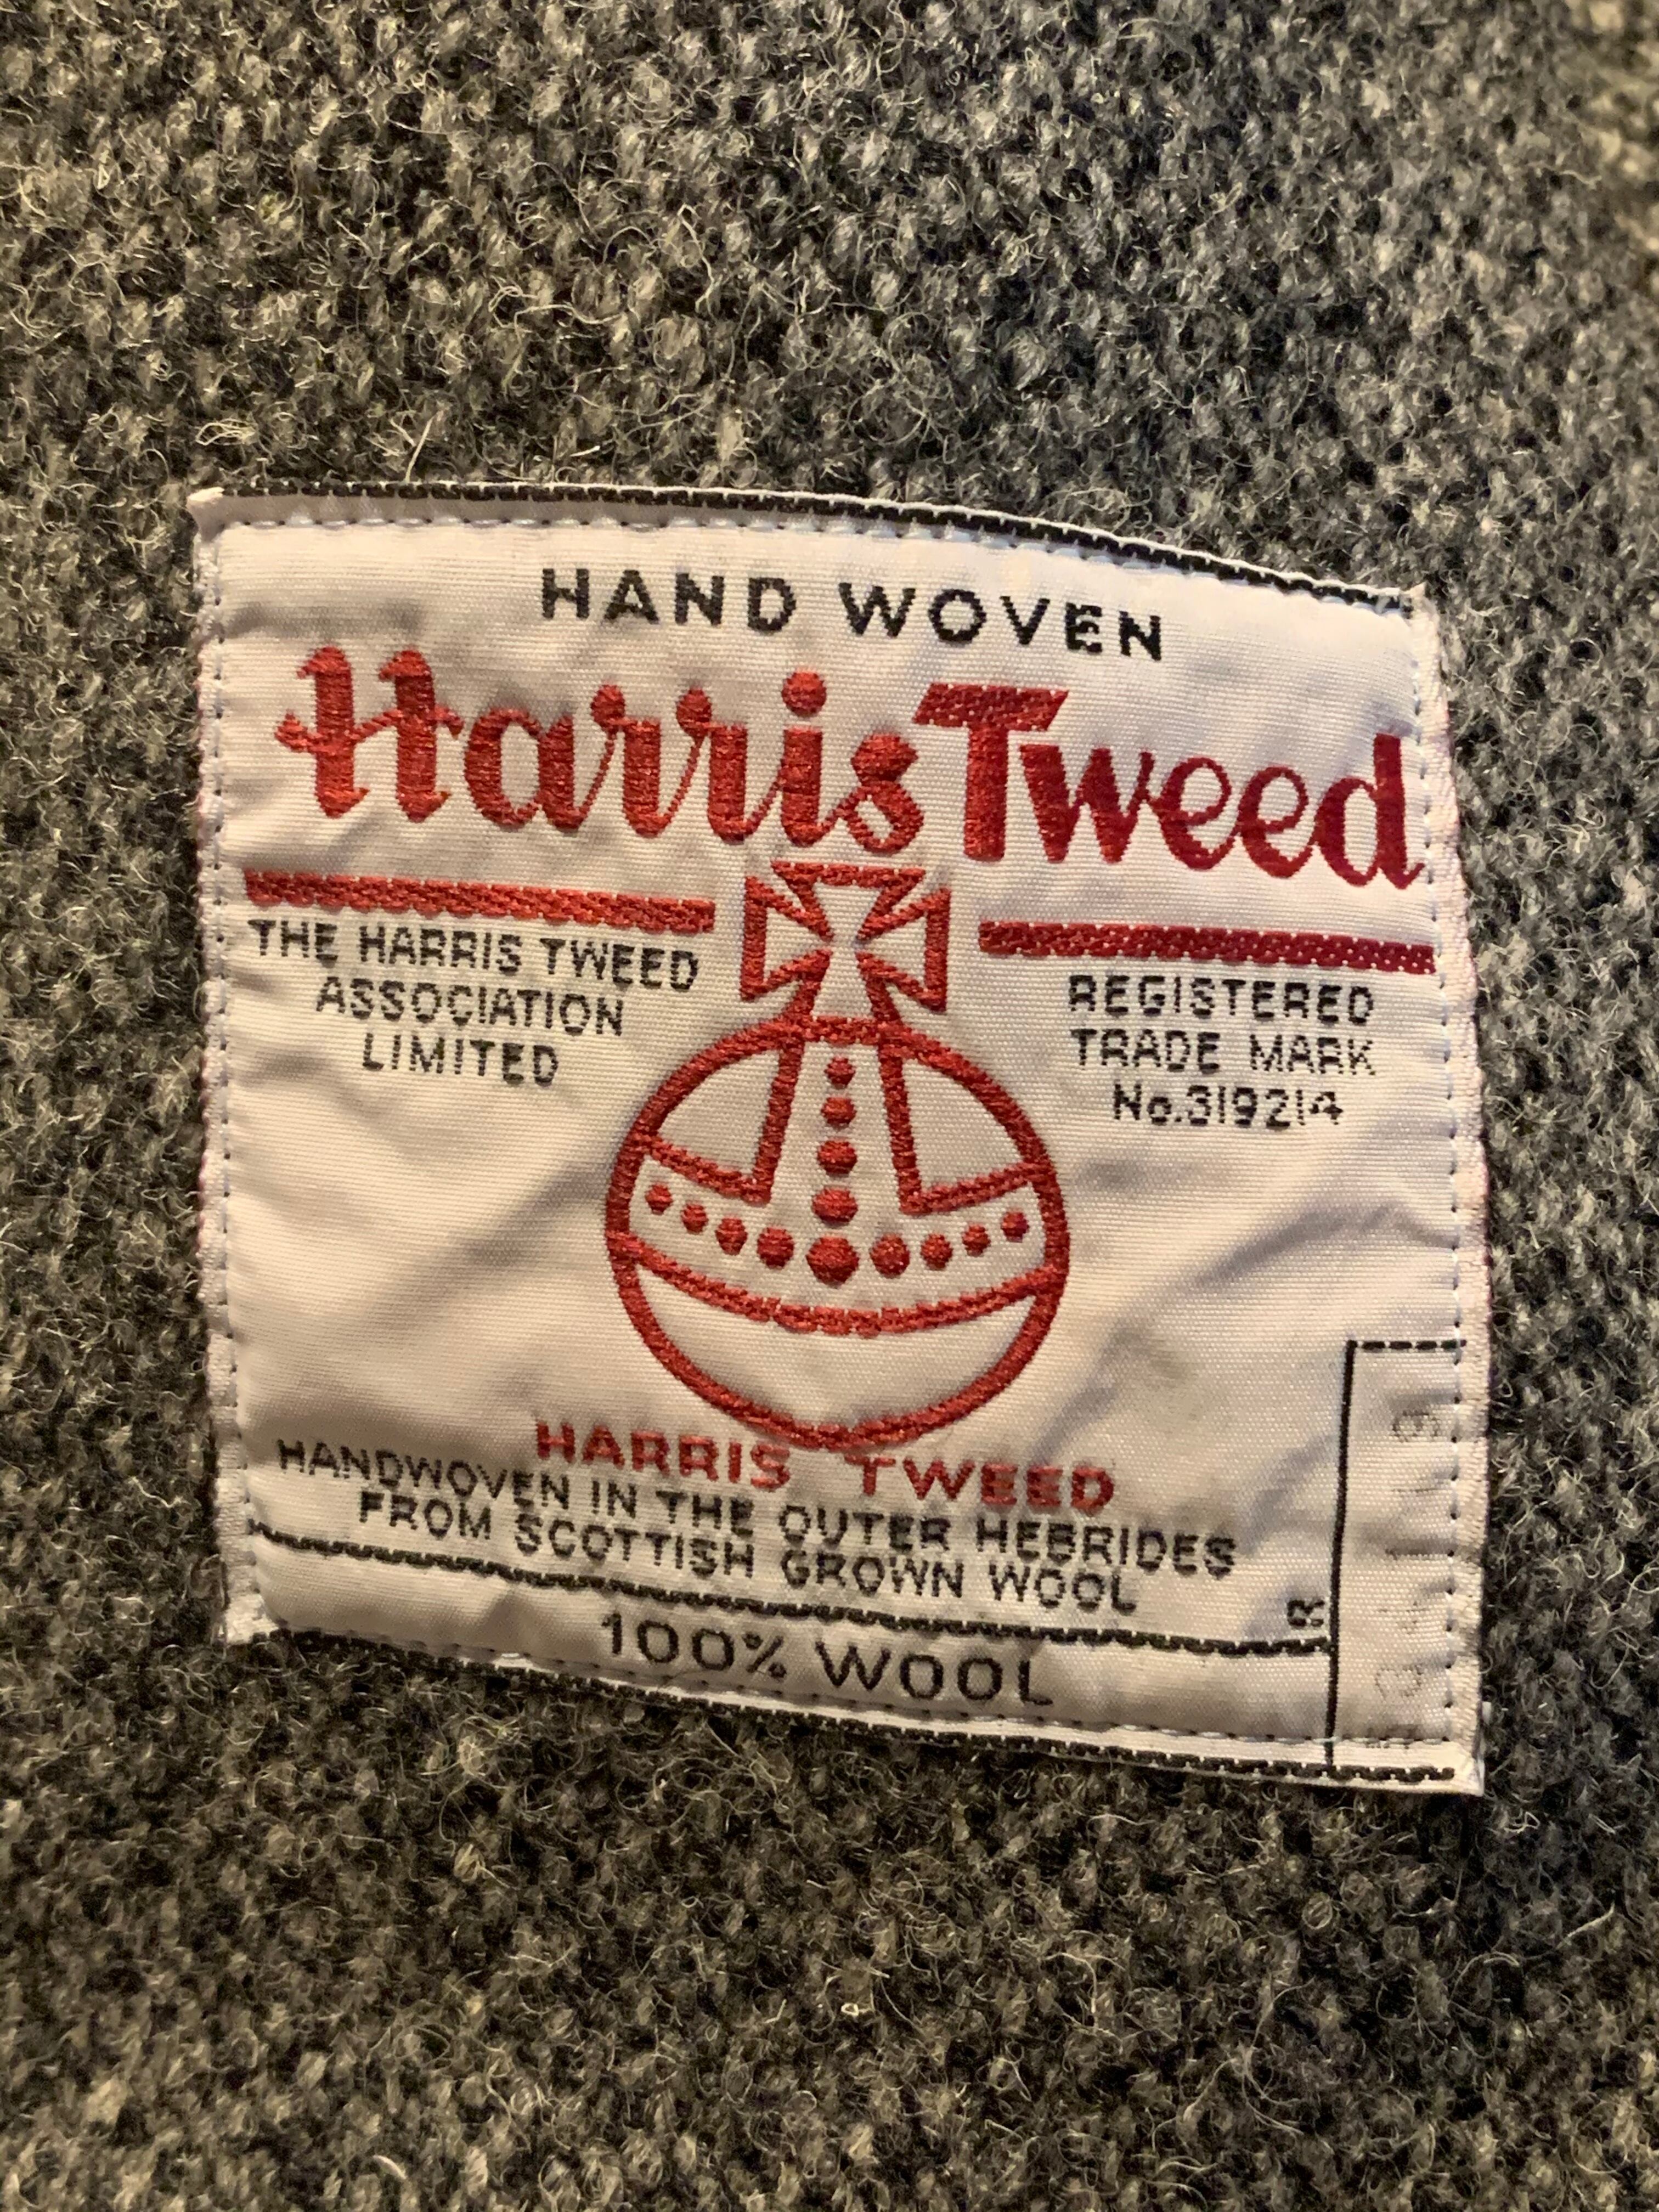 HAND WOVEN
Harris Tweed
THE HARRIS TWEED
ASSOCIATION
LIMITED
REGISTERED
TRADE MARK
No.319214
HARRIS TWEED
HANDWOVEN IN THE OUTER HEBRIDES
FROM SCOTTISH GROWN WOOL
R
100% WOOL